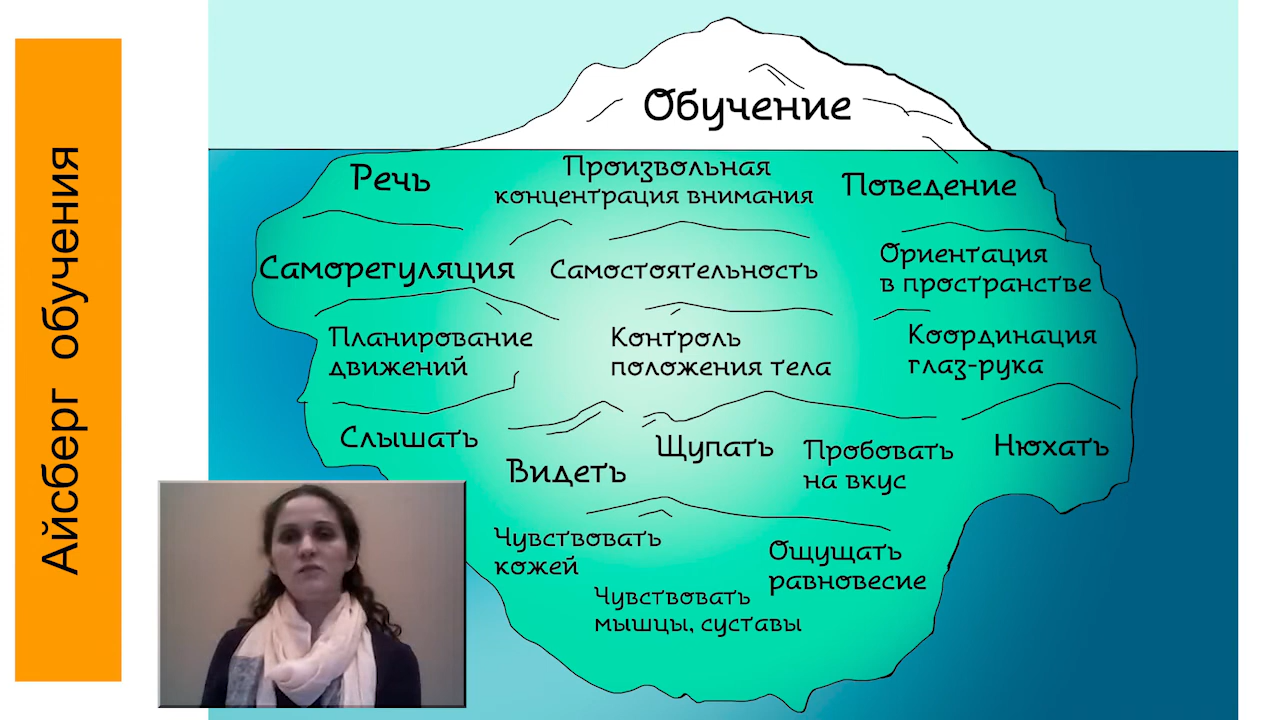 Айсберг обучения
Обучение
Речь
Произвольная
концентрация внимания
Поведение
Саморегуляция
Самостоятельность
Ориентация
в пространстве
Планирование
движений
Контроль
положения тела
Координация
глаз-рука
Слышать
Видеть
Щупать
Пробовать
на вкус
Нюхать
Чувствовать
кожей
Ощущать
равновесие
Чувствовать
мышцы, суставы